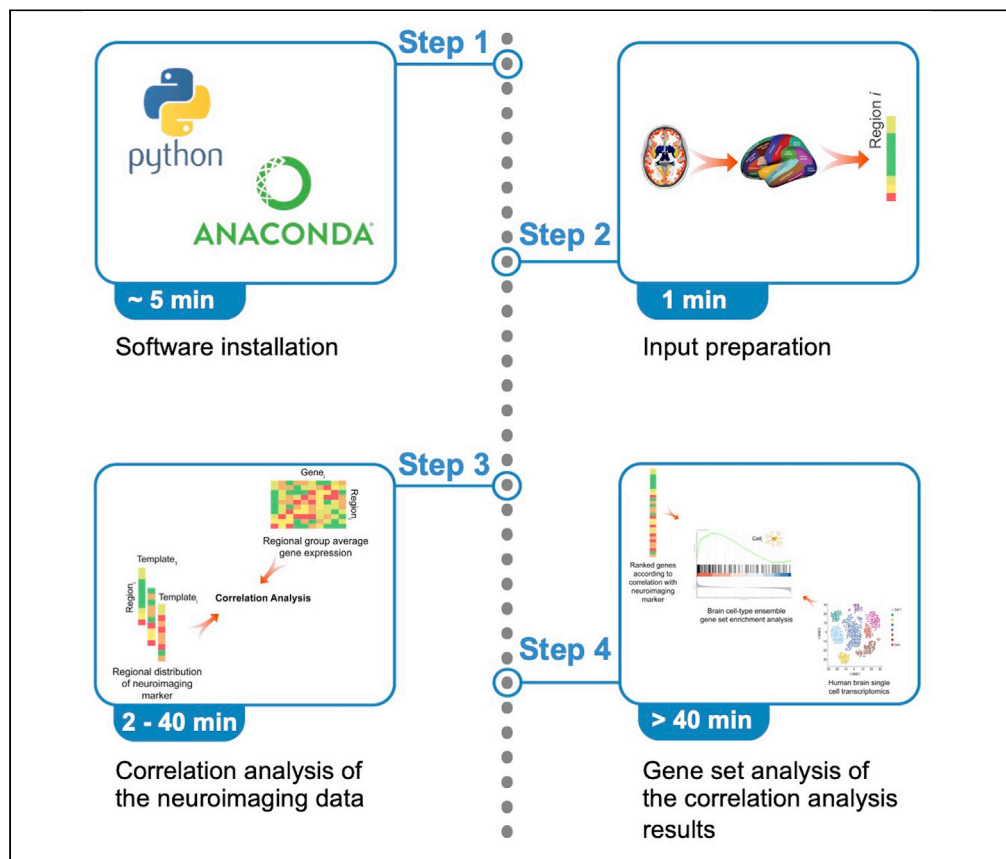 Step 1
python
ANACONDA
~ 5 min
Software installation
Step 2
Region i
1 min
Input preparation
Step 3
Gene
Region
Regional group average
gene expression
Template
Template
Region
Correlation Analysis
Regional distribution
of neuroimaging
marker
2 - 40 min
Correlation analysis of
the neuroimaging data
Step 4
Cell
Ranked genes
according to
correlation with
neuroimaging
marker
Brain cell-type ensemble
gene set enrichment analysis
Human brain single
cell transcriptomics
> 40 min
Gene set analysis of
the correlation analysis
results